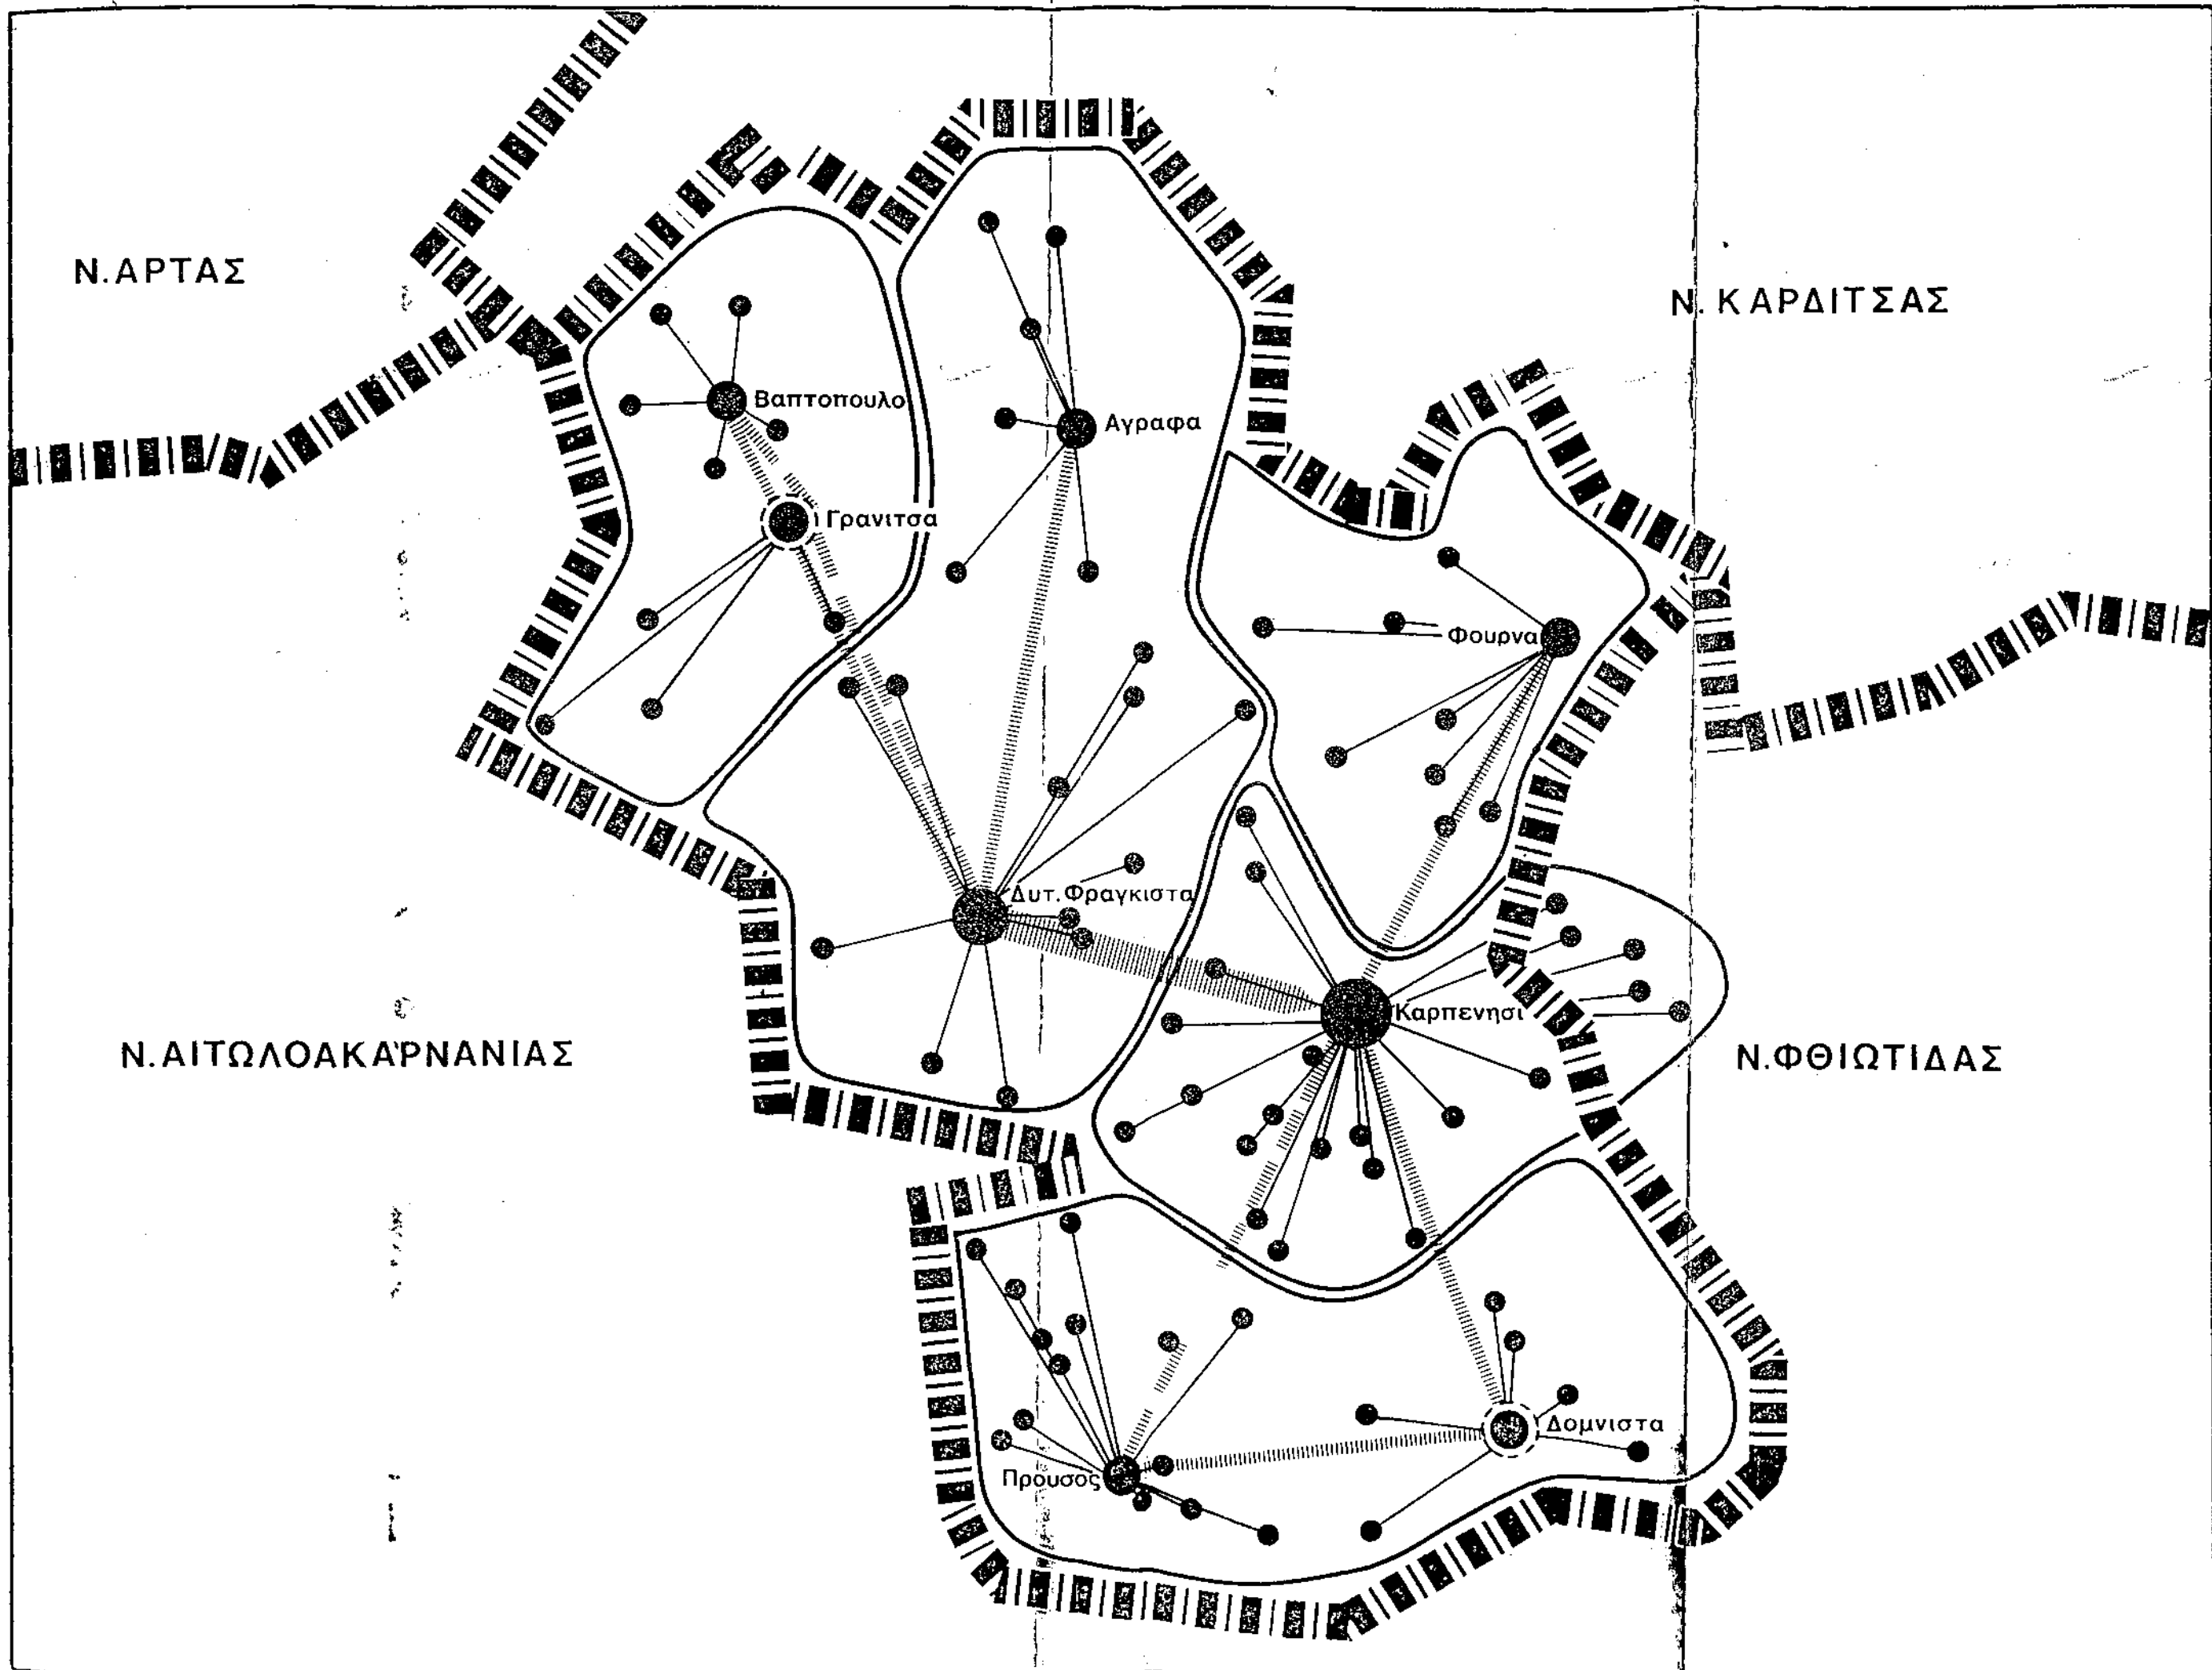 Ν.ΑΡΤΑΣ
Ν. ΚΑΡΔΙΤΣΑΣ
Βαπτοπουλο
Αγραφα
Γρανιτσα
Φουρνα
Δυτ. Φραγκιστα
Καρπενησι
Ν.ΑΙΤΩΛΟΑΚΑΡΝΑΝΙΑΣ
Ν.ΦΘΙΩΤΙΔΑΣ
Δομνιστα
Προυσος